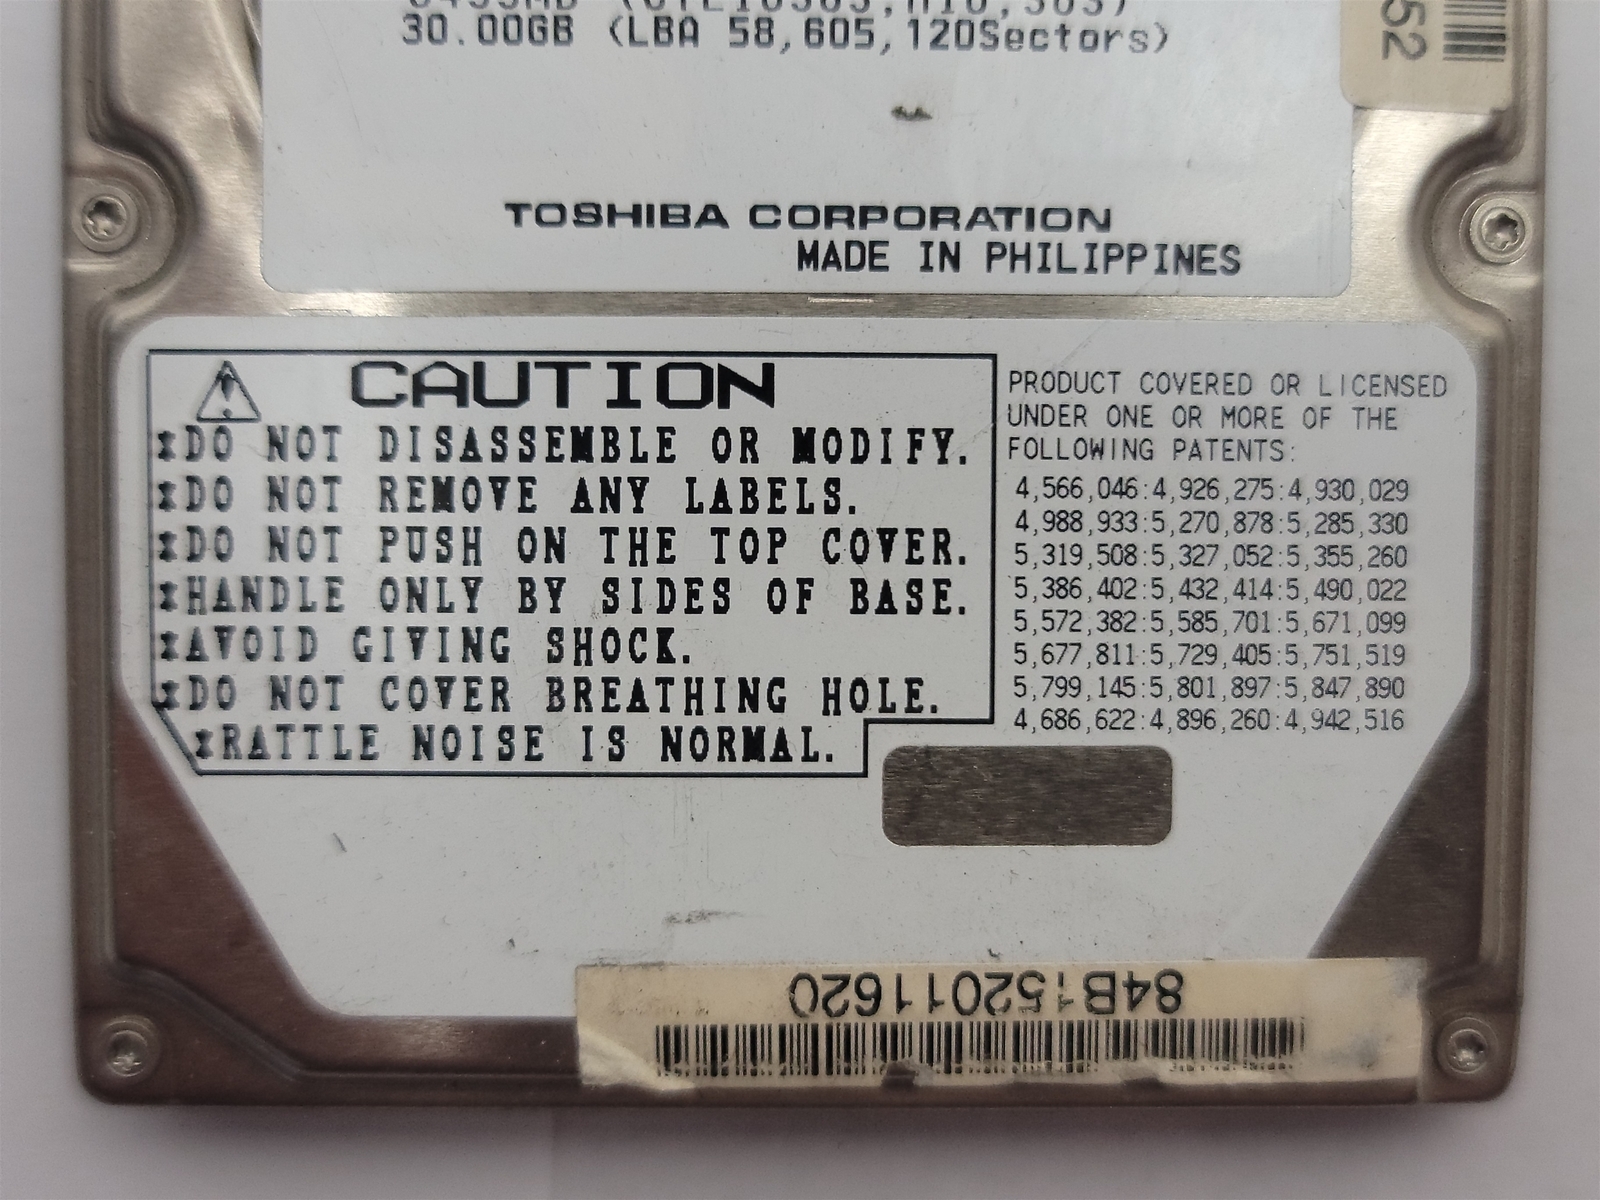 30.00GB (LBA 58,605,120Sectors)
52
TOSHIBA CORPORATION
MADE IN PHILIPPINES
CAUTION
*DO NOT DISASSEMBLE OR MODIFY.
*DO NOT REMOVE ANY LABELS.
*DO NOT PUSH ON THE TOP COVER.
*HANDLE ONLY BY SIDES OF BASE.
*AVOID GIVING SHOCK.
*DO NOT COVER BREATHING HOLE.
*RATTLE NOISE IS NORMAL.
PRODUCT COVERED OR LICENSED
UNDER ONE OR MORE OF THE
FOLLOWING PATENTS:
4,566,046:4,926,275:4,930,029
4,988,933:5,270,878:5,285,330
5,319,508:5,327,052:5,355,260
5,386,402:5,432,414:5,490,022
5,572,382:5,585,701:5,671,099
5,677,811:5,729,405:5,751,519
5,799,145:5,801,897:5,847,890
4,686,622:4,896,260:4,942,516
84B152011620